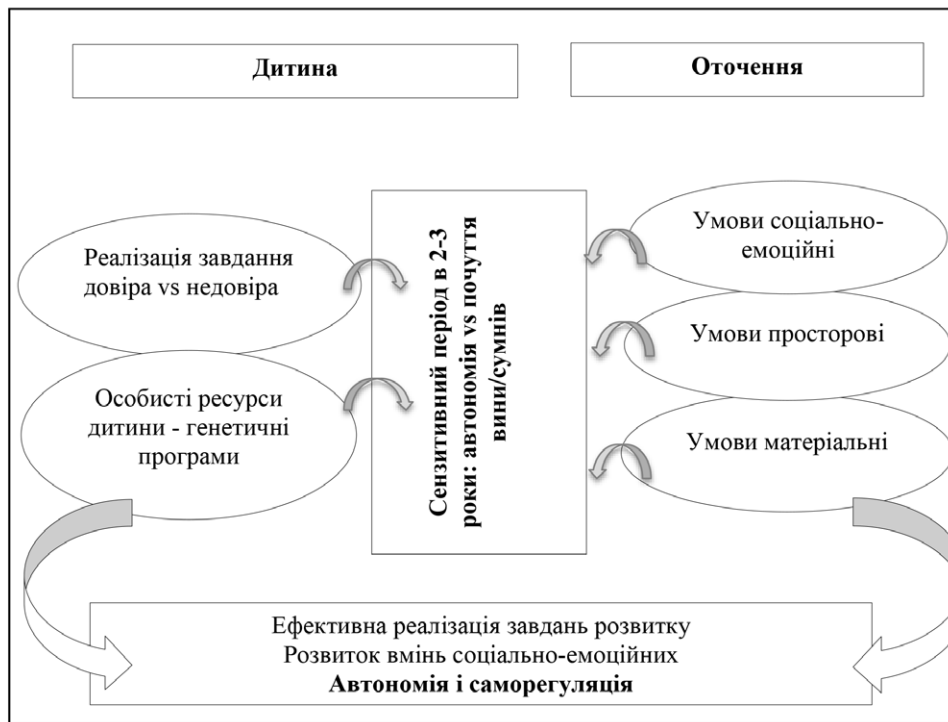 Дитина
Оточення
Реалізація завдання
довіра vs недовіра
Особисті ресурси
дитини - генетичні
програми
Сензитивний період в 2-3
роки: автономія vs почуття
вини/сумнів
Умови соціально-
емоційні
Умови просторові
Умови матеріальні
Ефективна реалізація завдань розвитку
Розвиток вмінь соціально-емоційних
Автономія і саморегуляція